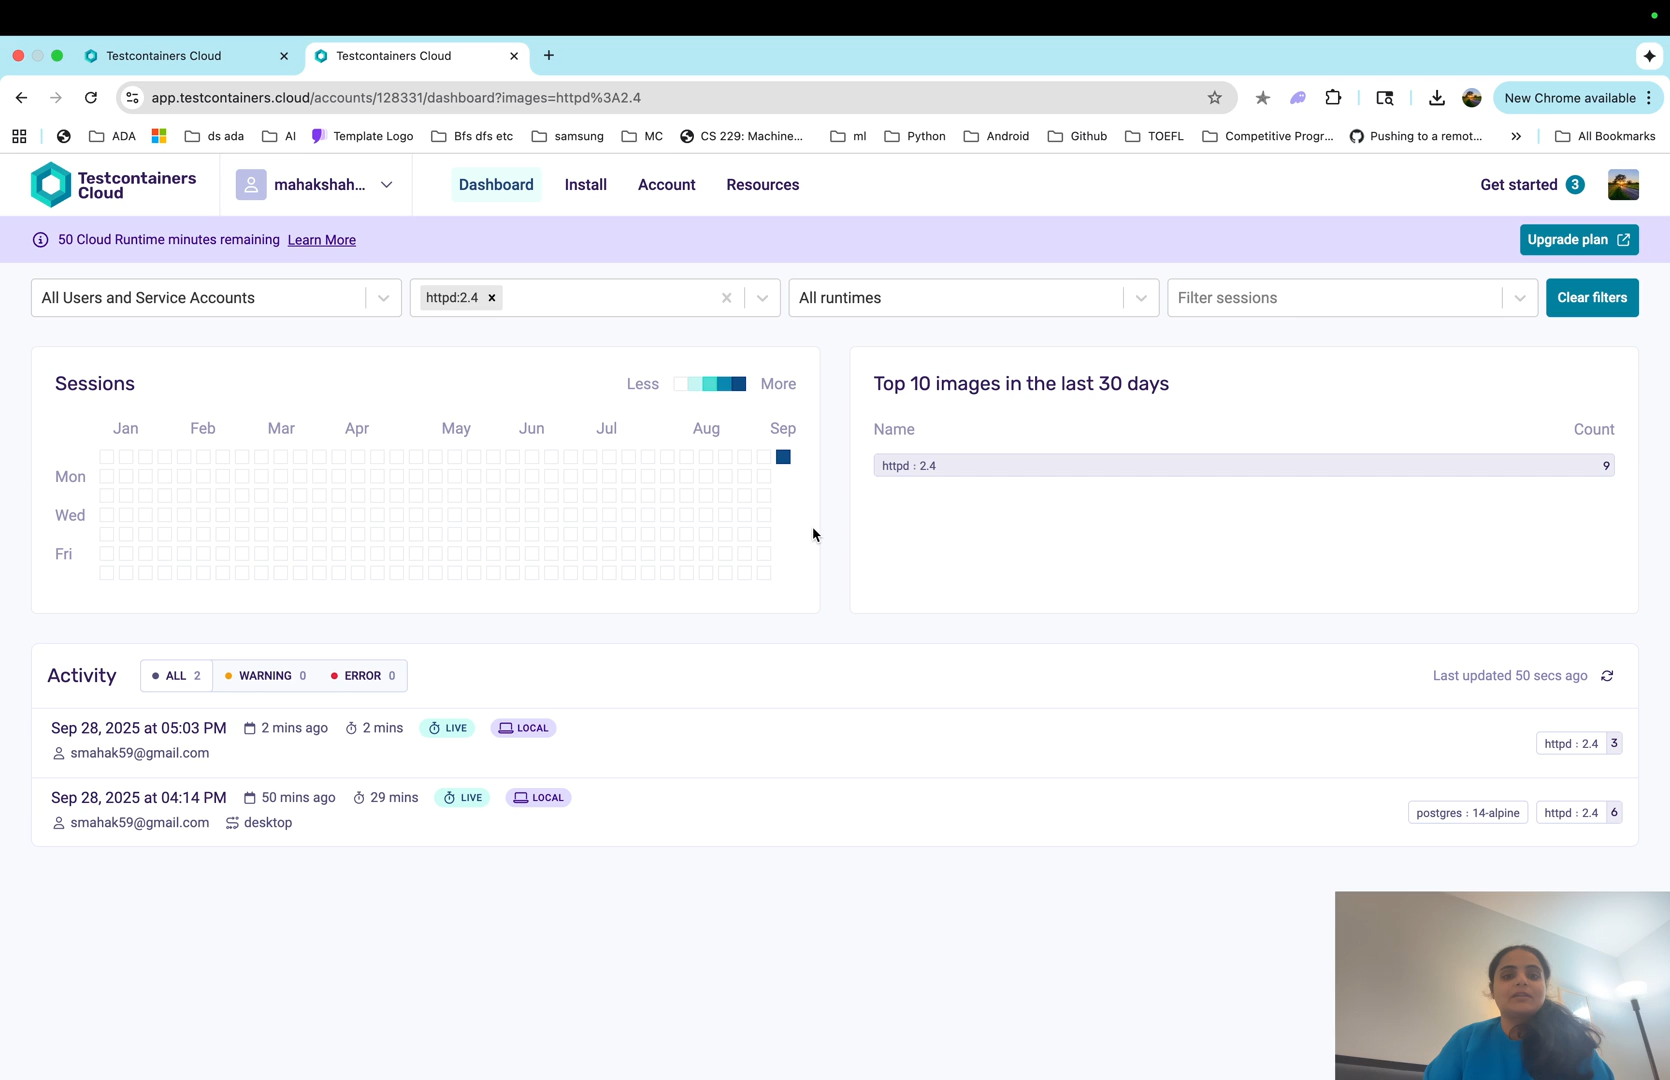 Testcontainers Cloud
Testcontainers Cloud
app.testcontainers.cloud/accounts/128331/dashboard?images=httpd%3A2.4
New Chrome available
ADA
ds ada
AI
Template Logo
Bfs dfs etc
samsung
MC
CS 229: Machine...
ml
Python
Android
Github
TOEFL
Competitive Progr...
Pushing to a remot...
All Bookmarks
Testcontainers
Cloud
mahakshah...
Dashboard
Install
Account
Resources
Get started 3
50 Cloud Runtime minutes remaining Learn More
Upgrade plan
All Users and Service Accounts
httpd:2.4
All runtimes
Filter sessions
Clear filters
Sessions
Less
More
Jan Feb Mar Apr May Jun Jul Aug Sep
Mon
Wed
Fri
Top 10 images in the last 30 days
Name Count
httpd : 2.4 9
Activity
ALL 2
WARNING 0
ERROR 0
Last updated 50 secs ago
Sep 28, 2025 at 05:03 PM 2 mins ago 2 mins LIVE LOCAL
smahak59@gmail.com
httpd : 2.4 3
Sep 28, 2025 at 04:14 PM 50 mins ago 29 mins LIVE LOCAL
smahak59@gmail.com desktop
postgres : 14-alpine httpd : 2.4 6